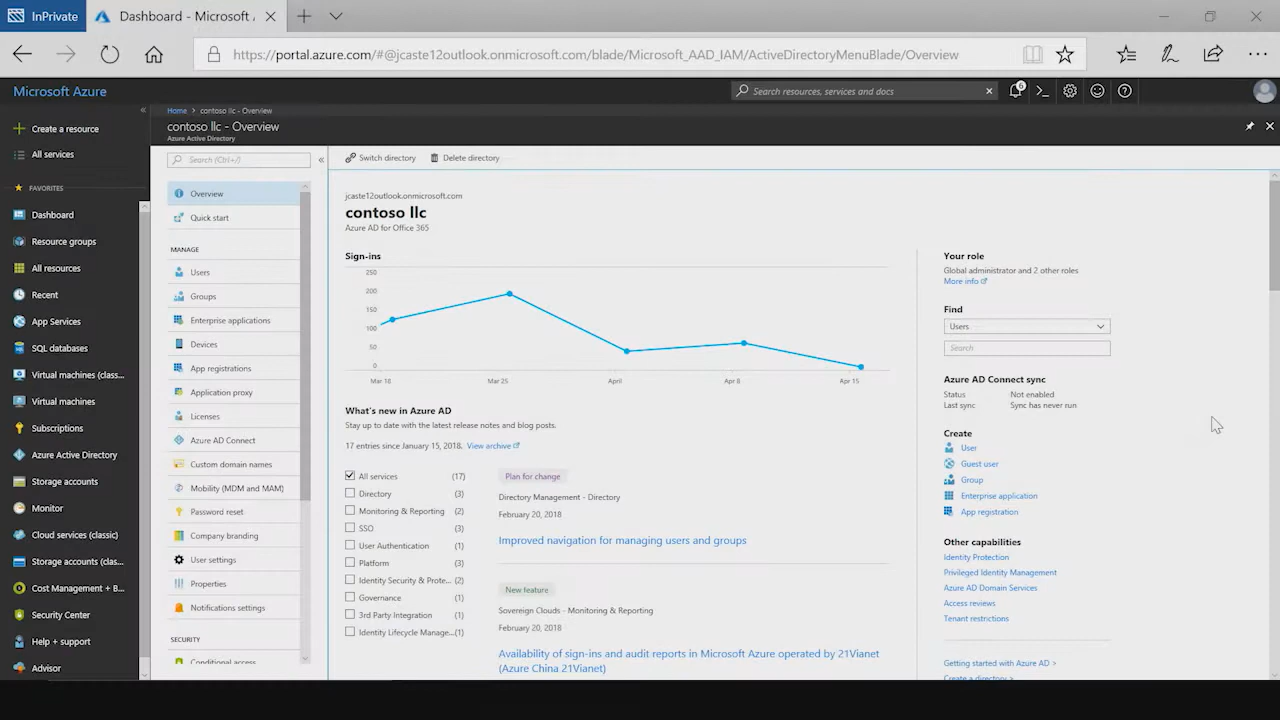 InPrivate
Dashboard - Microsoft
https://portal.azure.com/#@jcaste12outlook.onmicrosoft.com/blade/Microsoft_AAD_IAM/ActiveDirectoryMenuBlade/Overview
Microsoft Azure
Search resources, services and docs
6
Home > contoso llc - Overview
contoso llc - Overview
Azure Active Directory
Create a resource
All services
FAVORITES
Dashboard
Resource groups
All resources
Recent
App Services
SQL databases
Virtual machines (clas...
Virtual machines
Subscriptions
Azure Active Directory
Storage accounts
Monitor
Cloud services (classic)
Storage accounts (clas...
Cost Management + B...
Security Center
Help + support
Advisor
Search (Ctrl+/)
Overview
Quick start
MANAGE
Users
Groups
Enterprise applications
Devices
App registrations
Application proxy
Licenses
Azure AD Connect
Custom domain names
Mobility (MDM and MAM)
Password reset
Company branding
User settings
Properties
Notifications settings
SECURITY
Conditional access
Switch directory
Delete directory
jcaste12outlook.onmicrosoft.com
contoso llc
Azure AD for Office 365
Sign-ins
250
200
150
100
50
0
Mar 18
Mar 25
April
Apr 8
Apr 15
What's new in Azure AD
Stay up to date with the latest release notes and blog posts.
17 entries since January 15, 2018. View archive
All services (17)
Directory (3)
Monitoring & Reporting (2)
SSO (3)
User Authentication (1)
Platform (3)
Identity Security & Prote... (2)
Governance (1)
3rd Party Integration (1)
Identity Lifecycle Manage... (1)
Plan for change
Directory Management - Directory
February 20, 2018
Improved navigation for managing users and groups
New feature
Sovereign Clouds - Monitoring & Reporting
February 20, 2018
Availability of sign-ins and audit reports in Microsoft Azure operated by 21Vianet
(Azure China 21Vianet)
Your role
Global administrator and 2 other roles
More info
Find
Users
Search
Azure AD Connect sync
Status Not enabled
Last sync Sync has never run
Create
User
Guest user
Group
Enterprise application
App registration
Other capabilities
Identity Protection
Privileged Identity Management
Azure AD Domain Services
Access reviews
Tenant restrictions
Getting started with Azure AD >
Create a directory >